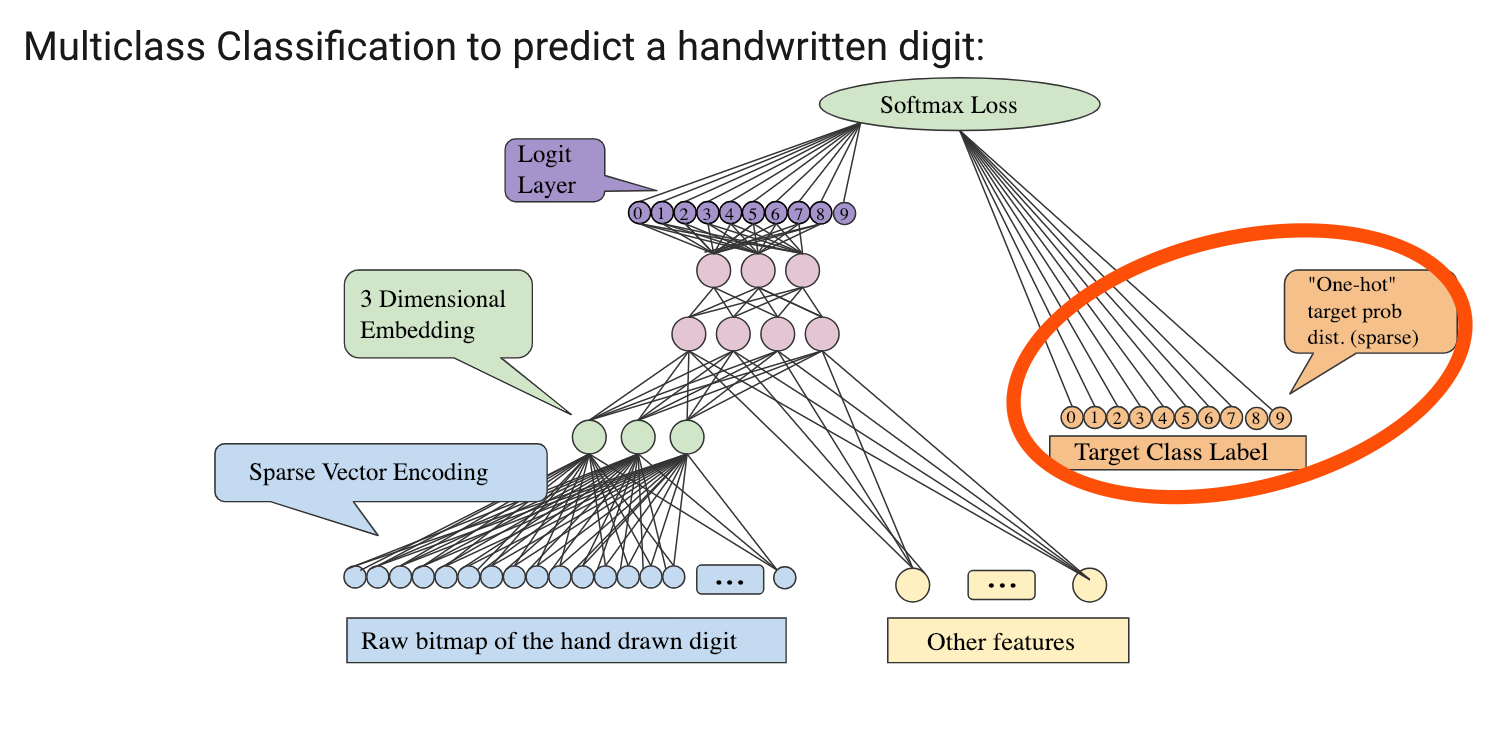 Multiclass Classification to predict a handwritten digit:
Softmax Loss
Logit
Layer
0 1 2 3 4 5 6 7 8 9
3 Dimensional
Embedding
"One-hot"
target prob
dist. (sparse)
0 1 2 3 4 5 6 7 8 9
Target Class Label
Sparse Vector Encoding
...
...
Raw bitmap of the hand drawn digit
Other features